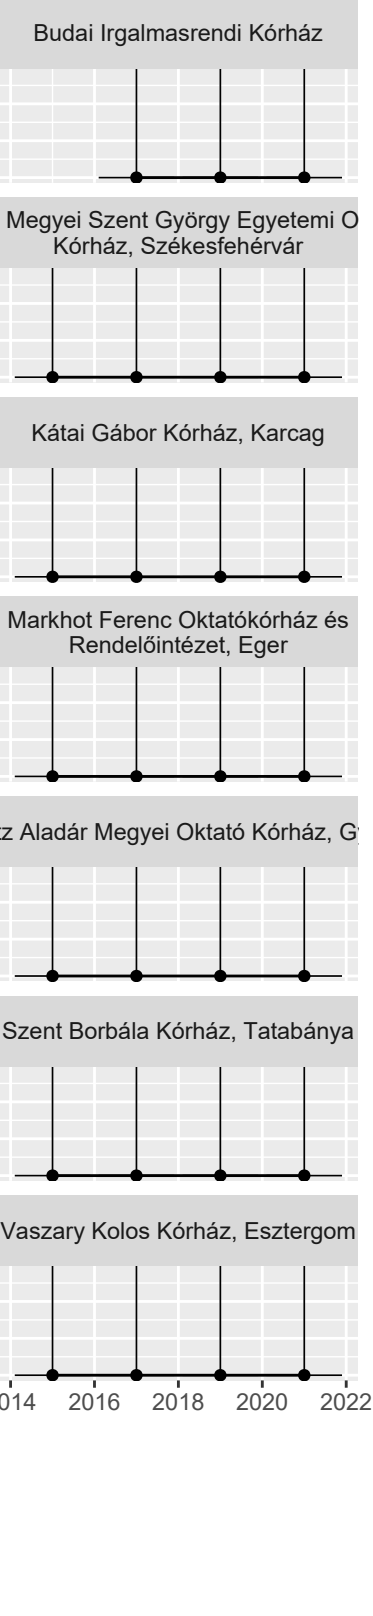 Budai Irgalmasrendi Kórház
Megyei Szent György Egyetemi
Kórház, Székesfehérvár
Kátai Gábor Kórház, Karcag
Markhot Ferenc Oktatókórház és
Rendelőintézet, Eger
Aladár Megyei Oktató Kórház,
Szent Borbála Kórház, Tatabánya
Vaszary Kolos Kórház, Esztergom
2016 2018 2020 2022